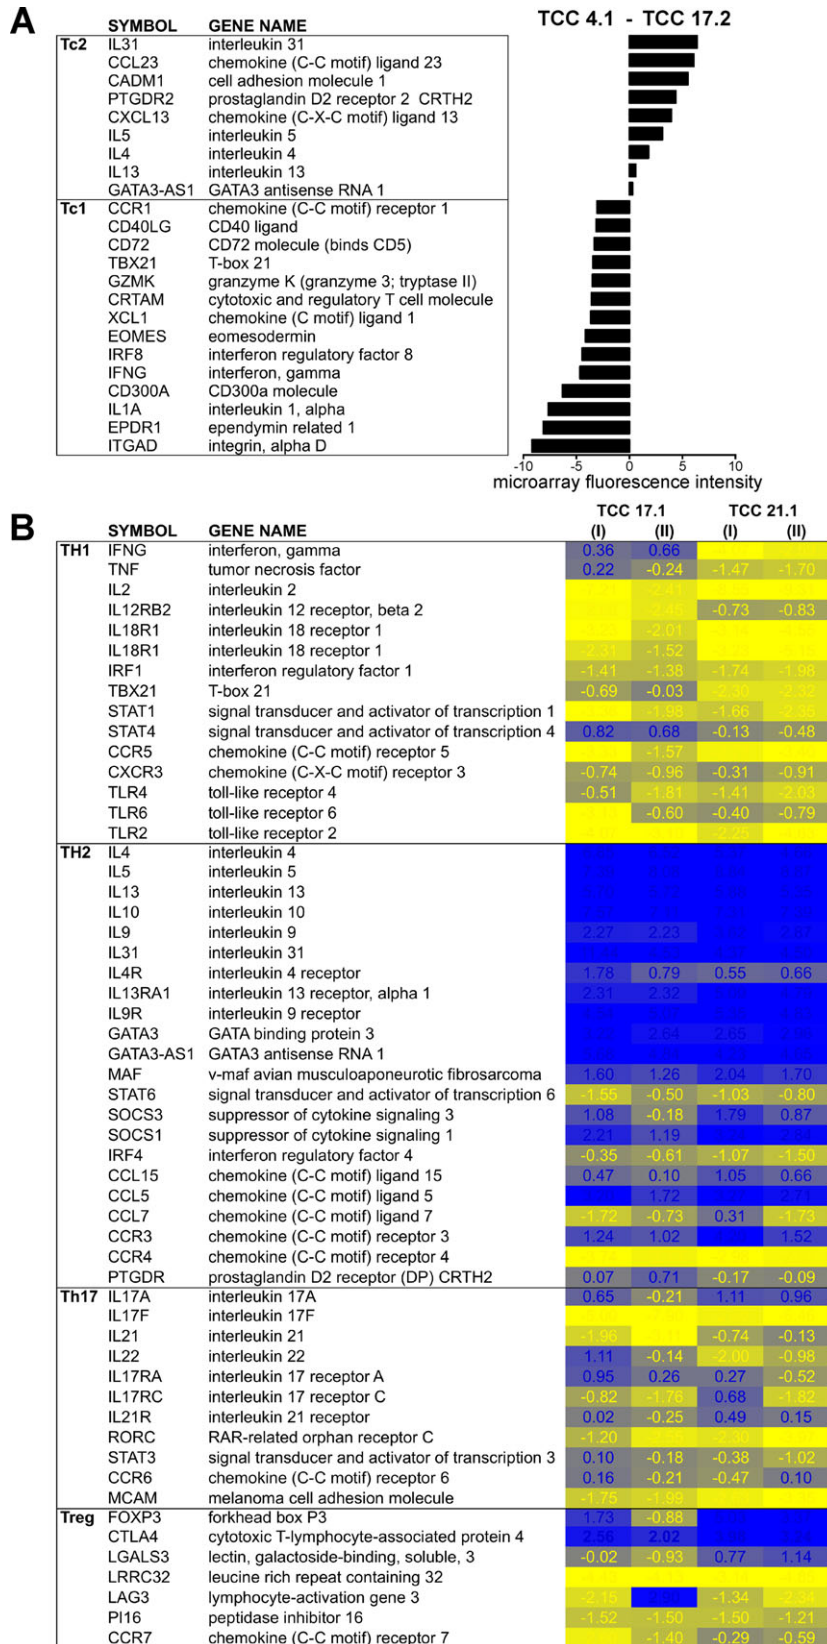 A
TCC 4.1 - TCC 17.2
SYMBOL GENE NAME
Tc2 IL31 interleukin 31
CCL23 chemokine (C-C motif) ligand 23
CADM1 cell adhesion molecule 1
PTGDR2 prostaglandin D2 receptor 2 CRTH2
CXCL13 chemokine (C-X-C motif) ligand 13
IL5 interleukin 5
IL4 interleukin 4
IL13 interleukin 13
GATA3-AS1 GATA3 antisense RNA 1
Tc1 CCR1 chemokine (C-C motif) receptor 1
CD40LG CD40 ligand
CD72 CD72 molecule (binds CD5)
TBX21 T-box 21
GZMK granzyme K (granzyme 3; tryptase II)
CRTAM cytotoxic and regulatory T cell molecule
XCL1 chemokine (C motif) ligand 1
EOMES eomesodermin
IRF8 interferon regulatory factor 8
IFNG interferon, gamma
CD300A CD300a molecule
IL1A interleukin 1, alpha
EPDR1 ependymin related 1
ITGAD integrin, alpha D
-10 -5 0 5 10
microarray fluorescence intensity
B
TCC 17.1 TCC 21.1
SYMBOL GENE NAME (I) (II) (I) (II)
TH1 IFNG interferon, gamma 0.36 0.66
TNF tumor necrosis factor 0.22 -0.24 -1.47 -1.70
IL2 interleukin 2 -2.41
IL12RB2 interleukin 12 receptor, beta 2 -2.45 -0.73 -0.83
IL18R1 interleukin 18 receptor 1 -2.01
IL18R1 interleukin 18 receptor 1 -2.31 -1.52
IRF1 interferon regulatory factor 1 -1.41 -1.38 -1.74 -1.98
TBX21 T-box 21 -0.69 -0.03 -2.30 -2.32
STAT1 signal transducer and activator of transcription 1 -1.98 -1.66 -2.35
STAT4 signal transducer and activator of transcription 4 0.82 0.68 -0.13 -0.48
CCR5 chemokine (C-C motif) receptor 5 -1.57
CXCR3 chemokine (C-X-C motif) receptor 3 -0.74 -0.96 -0.31 -0.91
TLR4 toll-like receptor 4 -0.51 -1.81 -1.41 -2.03
TLR6 toll-like receptor 6 -0.60 -0.40 -0.79
TLR2 toll-like receptor 2 -2.25
TH2 IL4 interleukin 4
IL5 interleukin 5
IL13 interleukin 13
IL10 interleukin 10
IL9 interleukin 9 2.27 2.23 2.87
IL31 interleukin 31
IL4R interleukin 4 receptor 1.78 0.79 0.55 0.66
IL13RA1 interleukin 13 receptor, alpha 1 2.31 2.32
IL9R interleukin 9 receptor
GATA3 GATA binding protein 3 2.64 2.65
GATA3-AS1 GATA3 antisense RNA 1
MAF v-maf avian musculoaponeurotic fibrosarcoma 1.60 1.26 2.04 1.70
STAT6 signal transducer and activator of transcription 6 -1.55 -0.50 -1.03 -0.80
SOCS3 suppressor of cytokine signaling 3 1.08 -0.18 1.79 0.87
SOCS1 suppressor of cytokine signaling 1 2.21 1.19
IRF4 interferon regulatory factor 4 -0.35 -0.61 -1.07 -1.50
CCL15 chemokine (C-C motif) ligand 15 0.47 0.10 1.05 0.66
CCL5 chemokine (C-C motif) ligand 5 1.72 2.71
CCL7 chemokine (C-C motif) ligand 7 -1.72 -0.73 0.31 -1.73
CCR3 chemokine (C-C motif) receptor 3 1.24 1.02 1.52
CCR4 chemokine (C-C motif) receptor 4
PTGDR prostaglandin D2 receptor (DP) CRTH2 0.07 0.71 -0.17 -0.09
Th17 IL17A interleukin 17A 0.65 -0.21 1.11 0.96
IL17F interleukin 17F
IL21 interleukin 21 -1.96 -0.74 -0.13
IL22 interleukin 22 1.11 -0.14 -2.00 -0.98
IL17RA interleukin 17 receptor A 0.95 0.26 0.27 -0.52
IL17RC interleukin 17 receptor C -0.82 -1.76 0.68 -1.82
IL21R interleukin 21 receptor 0.02 -0.25 0.49 0.15
RORC RAR-related orphan receptor C -1.20 -2.30
STAT3 signal transducer and activator of transcription 3 0.10 -0.18 -0.38 -1.02
CCR6 chemokine (C-C motif) receptor 6 0.16 -0.21 -0.47 0.10
MCAM melanoma cell adhesion molecule -1.75 -1.99
Treg FOXP3 forkhead box P3 1.73 -0.88
CTLA4 cytotoxic T-lymphocyte-associated protein 4 2.56 2.02
LGALS3 lectin, galactoside-binding, soluble, 3 -0.02 -0.93 0.77 1.14
LRRC32 leucine rich repeat containing 32
LAG3 lymphocyte-activation gene 3 -2.15 -1.34 -2.34
PI16 peptidase inhibitor 16 -1.52 -1.50 -1.50 -1.21
CCR7 chemokine (C-C motif) receptor 7 -1.40 -0.29 -0.59